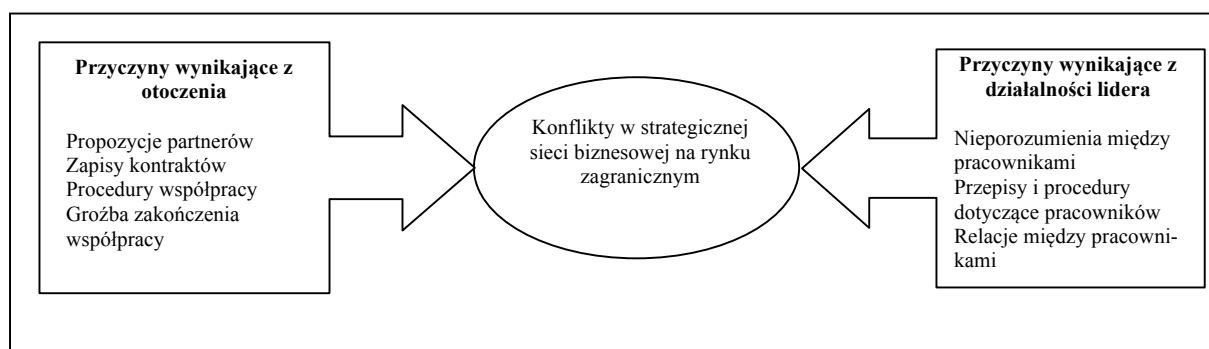 Przyczyny wynikające z
otoczenia
Propozycje partnerów
Zapisy kontraktów
Procedury współpracy
Groźba zakończenia
współpracy
Konflikty w strategicznej
sieci biznesowej na rynku
zagranicznym
Przyczyny wynikające z
działalności lidera
Nieporozumienia między
pracownikami
Przepisy i procedury
dotyczące pracowników
Relacje między pracowni-
kami